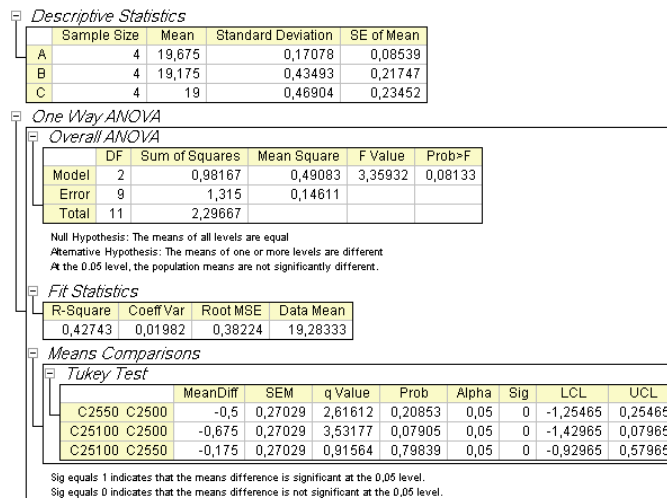 Descriptive Statistics
Sample Size Mean Standard Deviation SE of Mean
A 4 19,675 0,17078 0,08539
B 4 19,175 0,43493 0,21747
C 4 19 0,46904 0,23452
One Way ANOVA
Overall ANOVA
DF Sum of Squares Mean Square F Value Prob>F
Model 2 0,98167 0,49083 3,35932 0,08133
Error 9 1,315 0,14611
Total 11 2,29667
Null Hypothesis: The means of all levels are equal
Alternative Hypothesis: The means of one or more levels are different
At the 0.05 level, the population means are not significantly different.
Fit Statistics
R-Square Coeff Var Root MSE Data Mean
0,42743 0,01982 0,38224 19,28333
Means Comparisons
Tukey Test
MeanDiff SEM q Value Prob Alpha Sig LCL UCL
C2550 C2500 -0,5 0,27029 2,61612 0,20853 0,05 0 -1,25465 0,25465
C25100 C2500 -0,675 0,27029 3,53177 0,07905 0,05 0 -1,42965 0,07965
C25100 C2550 -0,175 0,27029 0,91564 0,79839 0,05 0 -0,92965 0,57965
Sig equals 1 indicates that the means difference is significant at the 0,05 level.
Sig equals 0 indicates that the means difference is not significant at the 0,05 level.